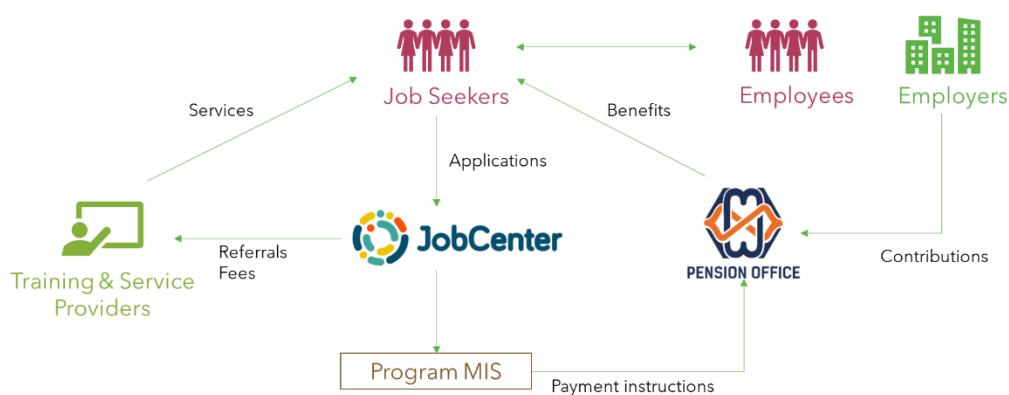 Job Seekers
Employees
Employers
Services
Benefits
Applications
JobCenter
Referrals
Fees
PENSION OFFICE
Contributions
Training & Service
Providers
Program MIS
Payment instructions